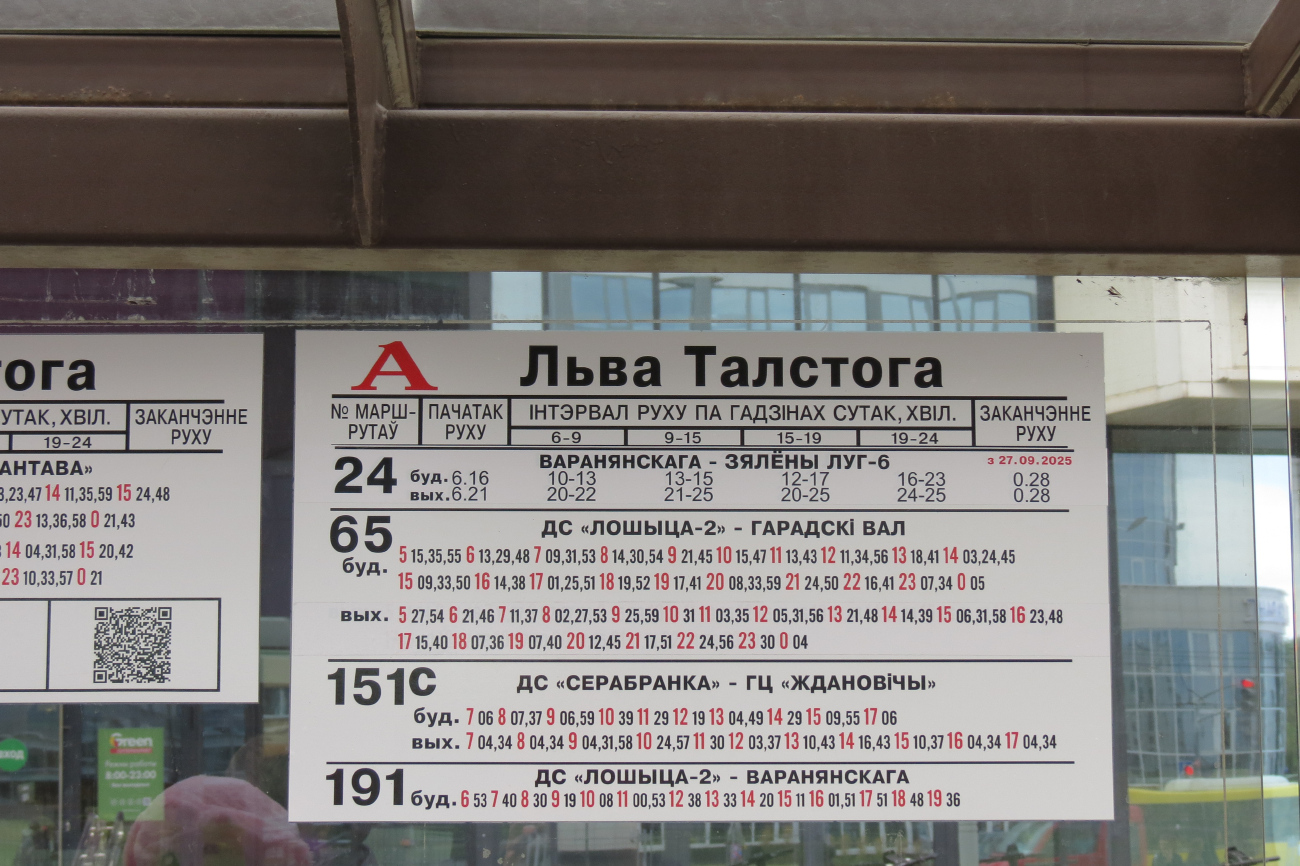 тога
УТАК, ХВІЛ.
ЗАКАНЧЭННЕ
РУХУ
19-24
АНТАВА»
3,23,47 14 11,35,59 15 24,48
50 23 13,36,58 0 21,43
14 04,31,58 15 20,42
23 10,33,57 0 21
А Льва Талстога
№ МАРШ-
РУТАЎ
ПАЧАТАК
РУХУ
ІНТЭРВАЛ РУХУ ПА ГАДЗІНАХ СУТАК, ХВІЛ.
6-9 9-15 15-19 19-24
ЗАКАНЧЭННЕ
РУХУ
24 ВАРАНЯНСКАГА - ЗЯЛЁНЫ ЛУГ-6 з 27.09.2025
буд. 6.16 10-13 13-15 12-17 16-23 0.28
вых. 6.21 20-22 21-25 20-25 24-25 0.28
65 ДС «ЛОШЫЦА-2» - ГАРАДСКі ВАЛ
буд. 5 15,35,55 6 13,29,48 7 09,31,53 8 14,30,54 9 21,45 10 15,47 11 13,43 12 11,34,56 13 18,41 14 03,24,45
15 09,33,50 16 14,38 17 01,25,51 18 19,52 19 17,41 20 08,33,59 21 24,50 22 16,41 23 07,34 0 05
вых. 5 27,54 6 21,46 7 11,37 8 02,27,53 9 25,59 10 31 11 03,35 12 05,31,56 13 21,48 14 14,39 15 06,31,58 16 23,48
17 15,40 18 07,36 19 07,40 20 12,45 21 17,51 22 24,56 23 30 0 04
151с ДС «СЕРАБРАНКА» - ГЦ «ЖДАНОВіЧЫ»
буд. 7 06 8 07,37 9 06,59 10 39 11 29 12 19 13 04,49 14 29 15 09,55 17 06
вых. 7 04,34 8 04,34 9 04,31,58 10 24,57 11 30 12 03,37 13 10,43 14 16,43 15 10,37 16 04,34 17 04,34
191 ДС «ЛОШЫЦА-2» - ВАРАНЯНСКАГА
буд. 6 53 7 40 8 30 9 19 10 08 11 00,53 12 38 13 33 14 20 15 11 16 01,51 17 51 18 48 19 36
Green
8:00-23:00